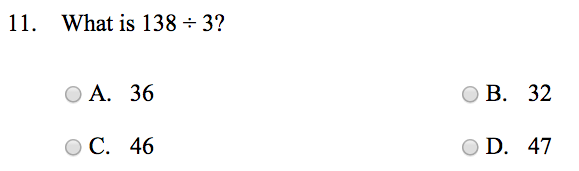 11. What is 138 ÷ 3?
A. 36 B. 32
C. 46 D. 47